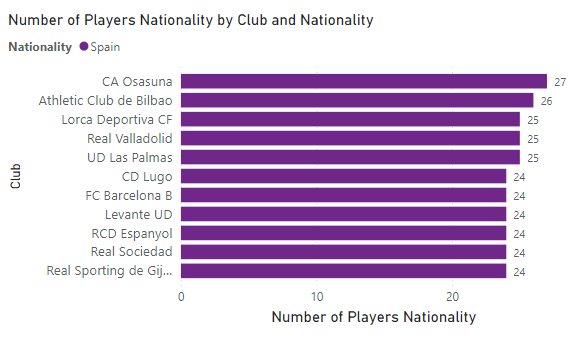 Number of Players Nationality by Club and Nationality
Nationality Spain
CA Osasuna 27
Athletic Club de Bilbao 26
Lorca Deportiva CF 25
Real Valladolid 25
UD Las Palmas 25
CD Lugo 24
FC Barcelona B 24
Levante UD 24
RCD Espanyol 24
Real Sociedad 24
Real Sporting de Gij... 24
Club
0 10 20
Number of Players Nationality